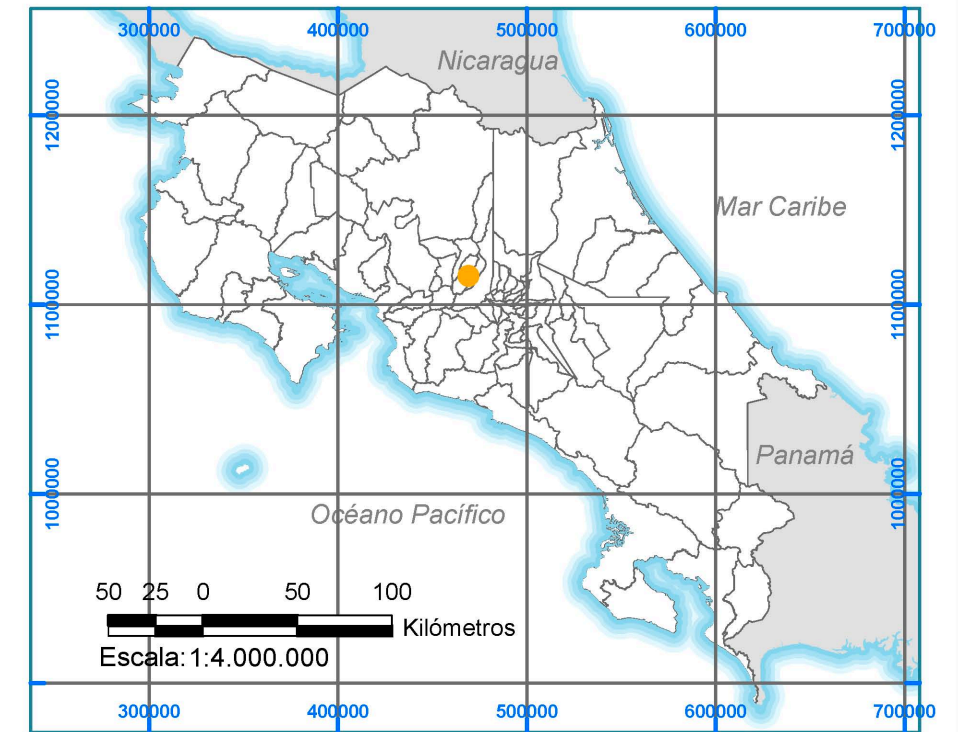 300000 400000 500000 600000 700000
Nicaragua
1200000 1200000
Mar Caribe
1100000 1100000
Panamá
1000000 1000000
Océano Pacífico
50 25 0 50 100
Kilómetros
Escala: 1:4.000.000
300000 400000 500000 600000 700000